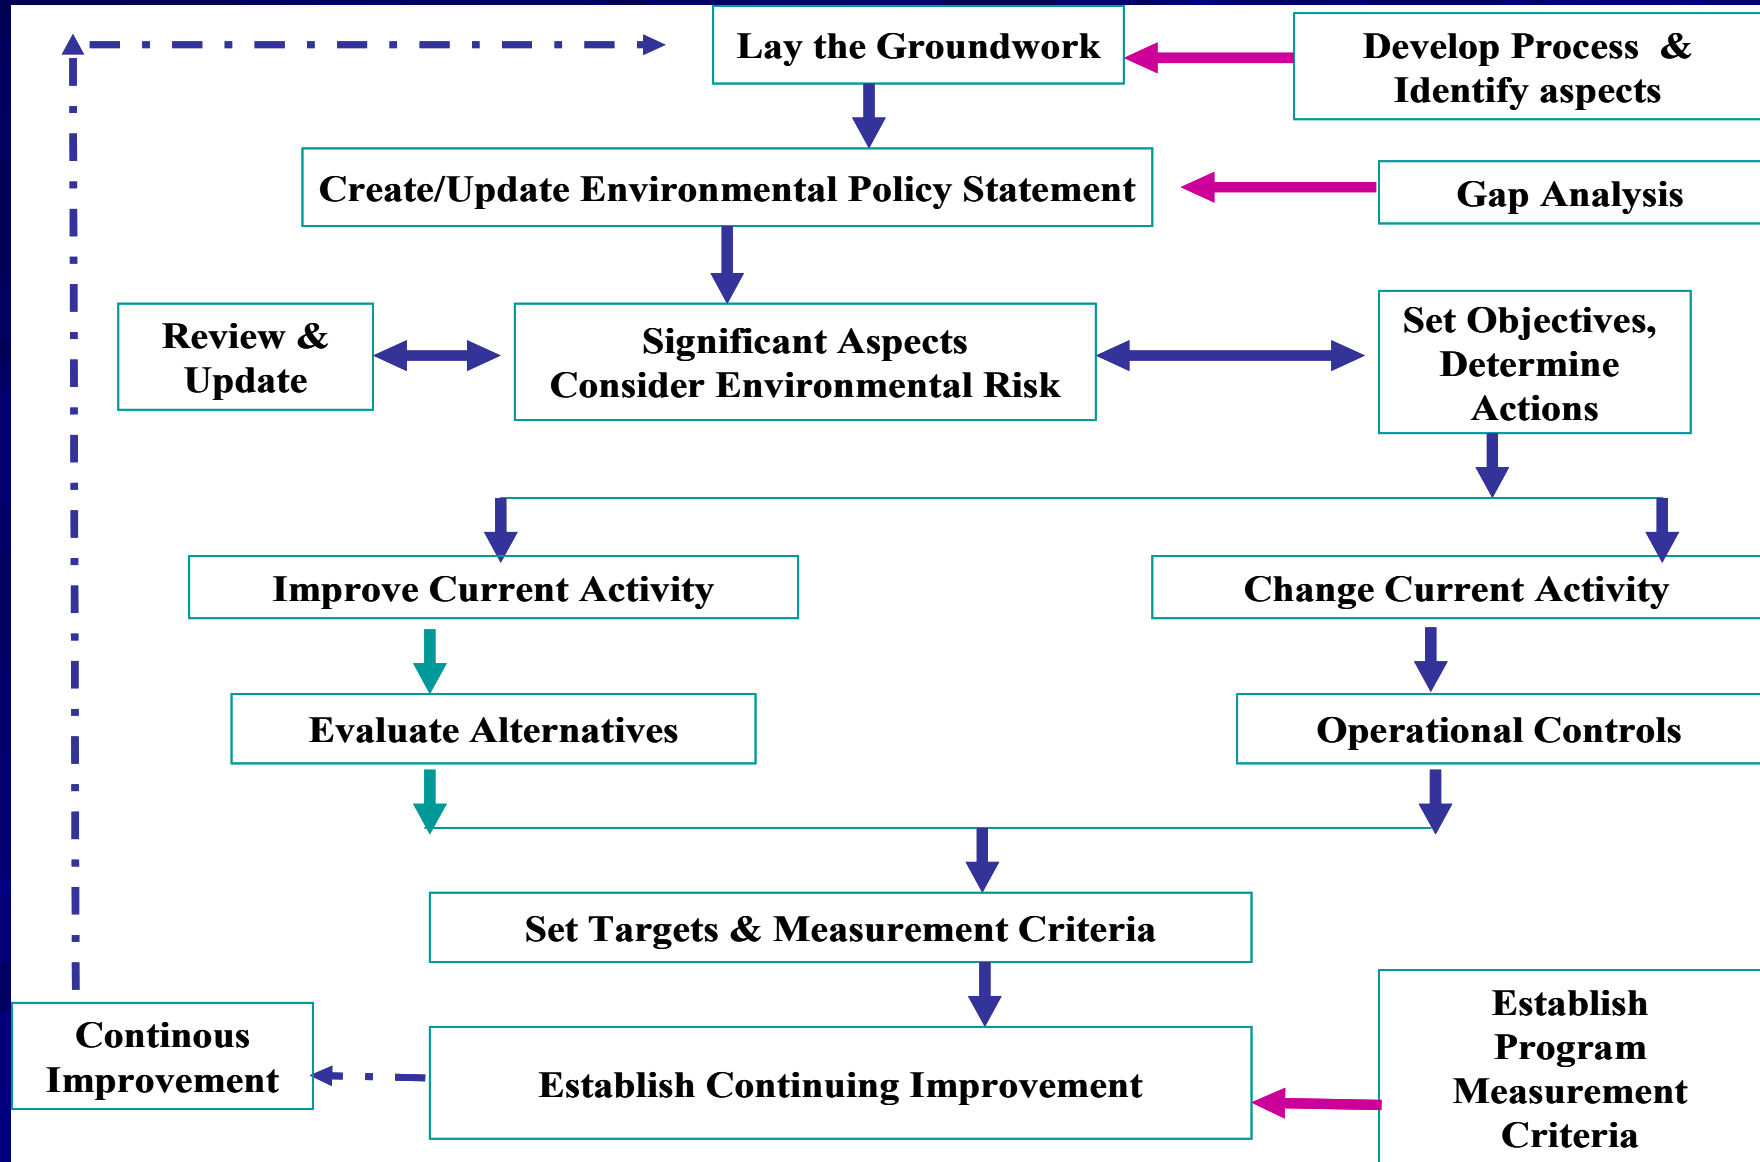 Lay the Groundwork
Develop Process &
Identify aspects
Create/Update Environmental Policy Statement
Gap Analysis
Review &
Update
Significant Aspects
Consider Environmental Risk
Set Objectives,
Determine
Actions
Improve Current Activity
Change Current Activity
Evaluate Alternatives
Operational Controls
Set Targets & Measurement Criteria
Continous
Improvement
Establish Continuing Improvement
Establish
Program
Measurement
Criteria